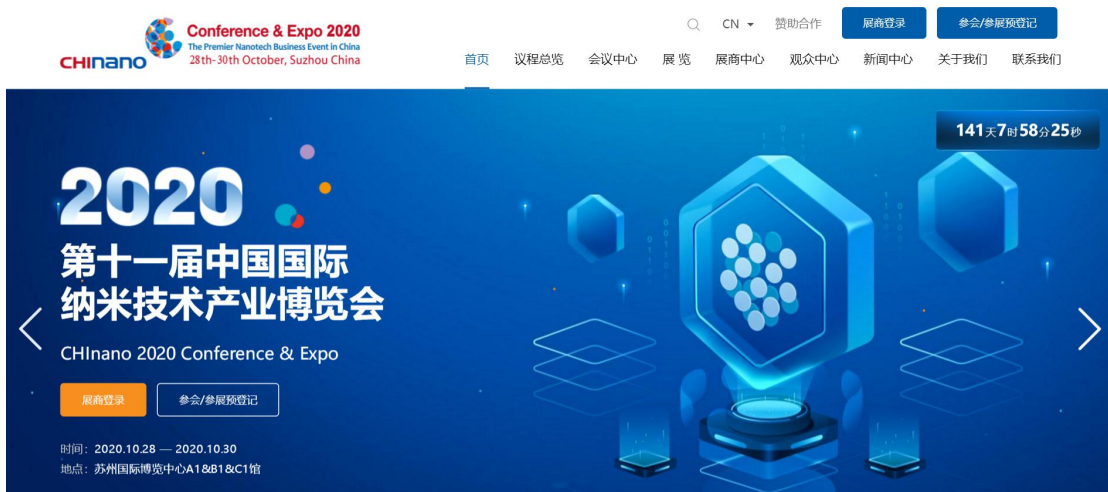 CHInano
Conference & Expo 2020
The Premier Nanotech Business Event in China
28th-30th October, Suzhou China
CN
赞助合作
展商登录
参会/参展预登记
首页
议程总览
会议中心
展 览
展商中心
观众中心
新闻中心
关于我们
联系我们
141天7时58分25秒
2020
第十一届中国国际
纳米技术产业博览会
CHInano 2020 Conference & Expo
展商登录
参会/参展预登记
时间：2020.10.28 — 2020.10.30
地点：苏州国际博览中心A1&B1&C1馆